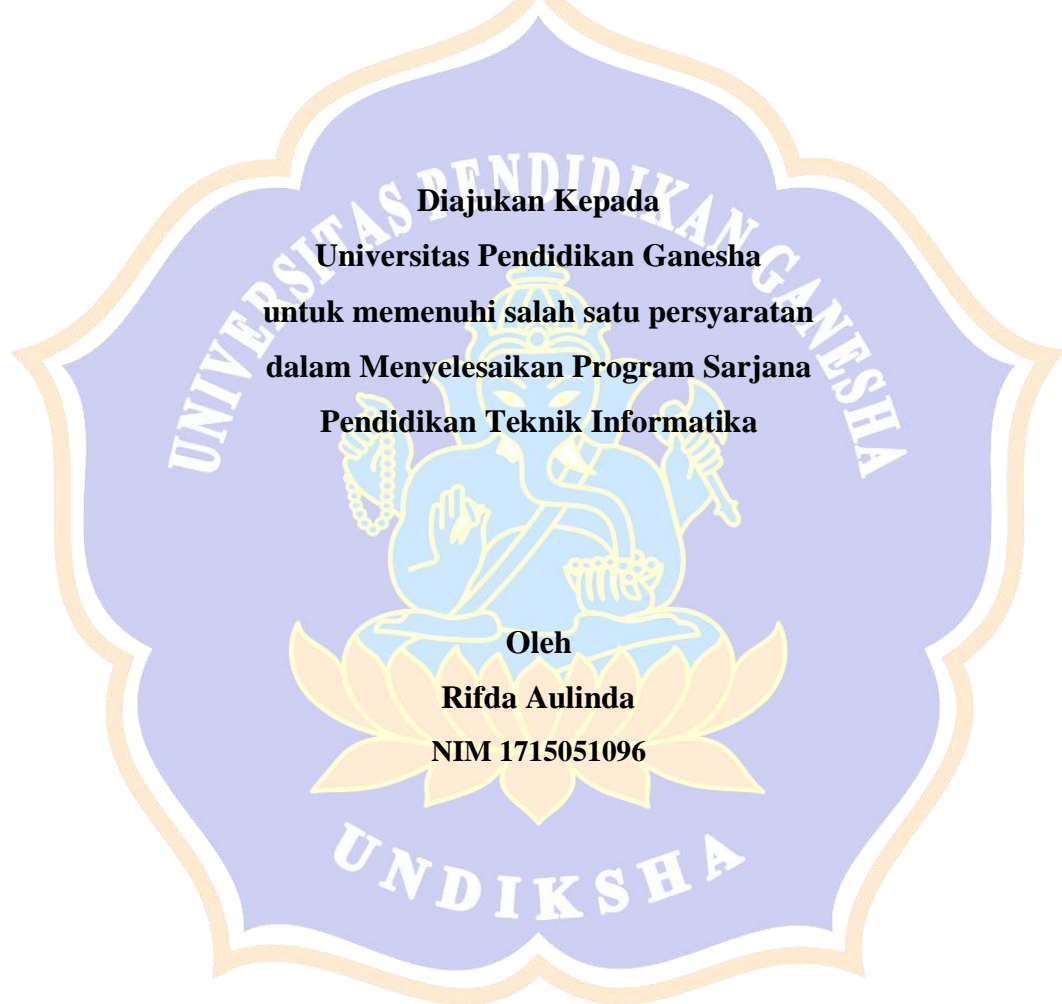 UNIVERSITAS PENDIDIKAN GANESHA
Diajukan Kepada
Universitas Pendidikan Ganesha
untuk memenuhi salah satu persyaratan
dalam Menyelesaikan Program Sarjana
Pendidikan Teknik Informatika
Oleh
Rifda Aulinda
NIM 1715051096
UNDIKSHA